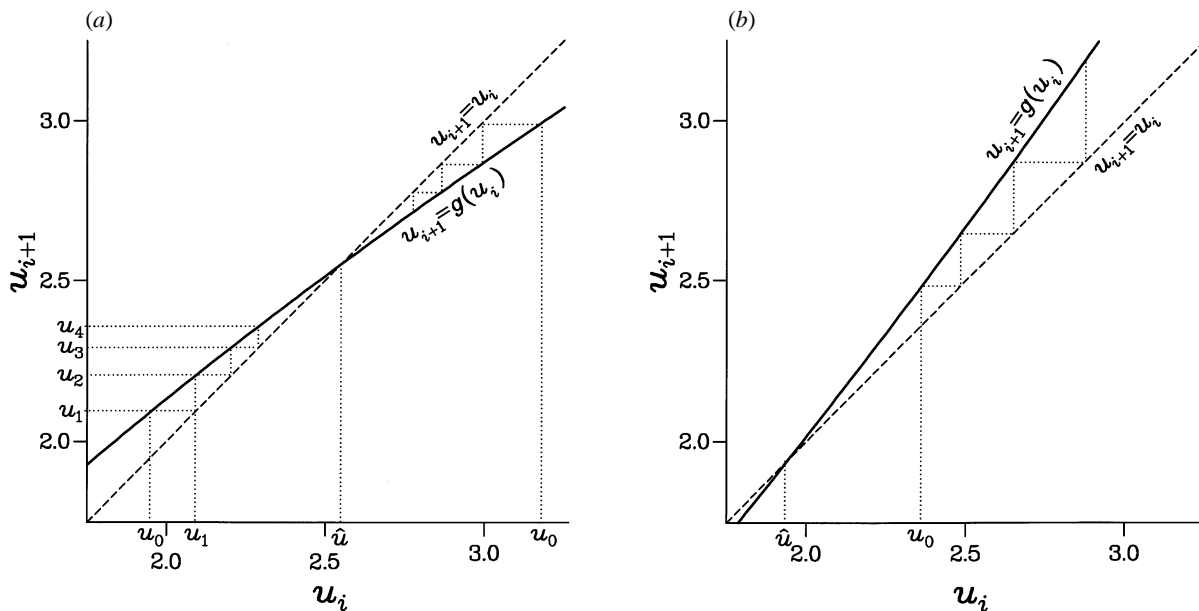 (a)
3.0
2.5
2.0
u_{i+1}
u_4
u_3
u_2
u_1
u_{i+1}=u_i
u_{i+1}=g(u_i)
u_0 u_1 û u_0
2.0 2.5 3.0
u_i
(b)
3.0
2.5
2.0
u_{i+1}
u_{i+1}=g(u_i)
u_{i+1}=u_i
û u_0
2.0 2.5 3.0
u_i